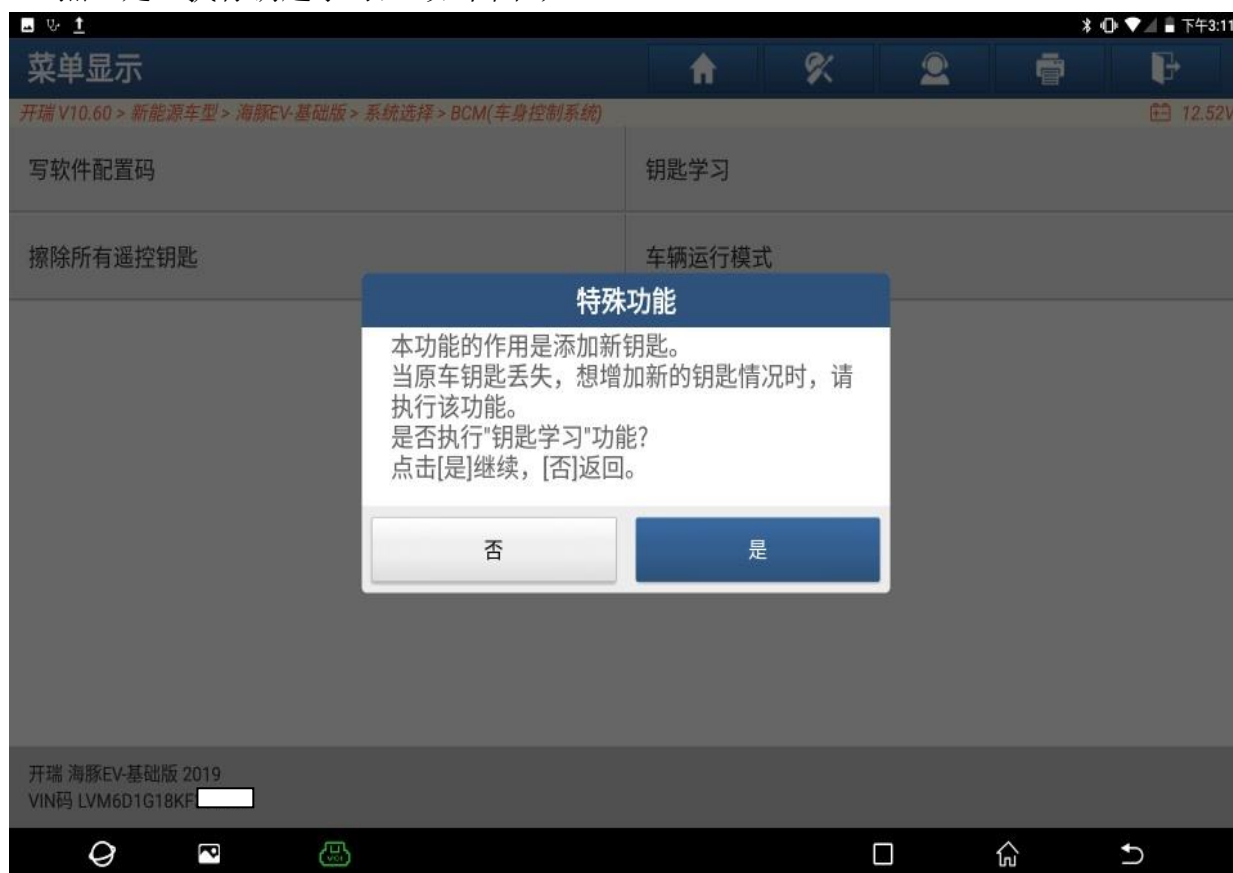 下午3:11
菜单显示
开瑞 V10.60 > 新能源车型 > 海豚EV-基础版 > 系统选择 > BCM(车身控制系统)
12.52V
写软件配置码
钥匙学习
擦除所有遥控钥匙
车辆运行模式
特殊功能
本功能的作用是添加新钥匙。
当原车钥匙丢失，想增加新的钥匙情况时，请
执行该功能。
是否执行"钥匙学习"功能?
点击[是]继续，[否]返回。
否
是
开瑞 海豚EV-基础版 2019
VIN码 LVM6D1G18KF
VCI